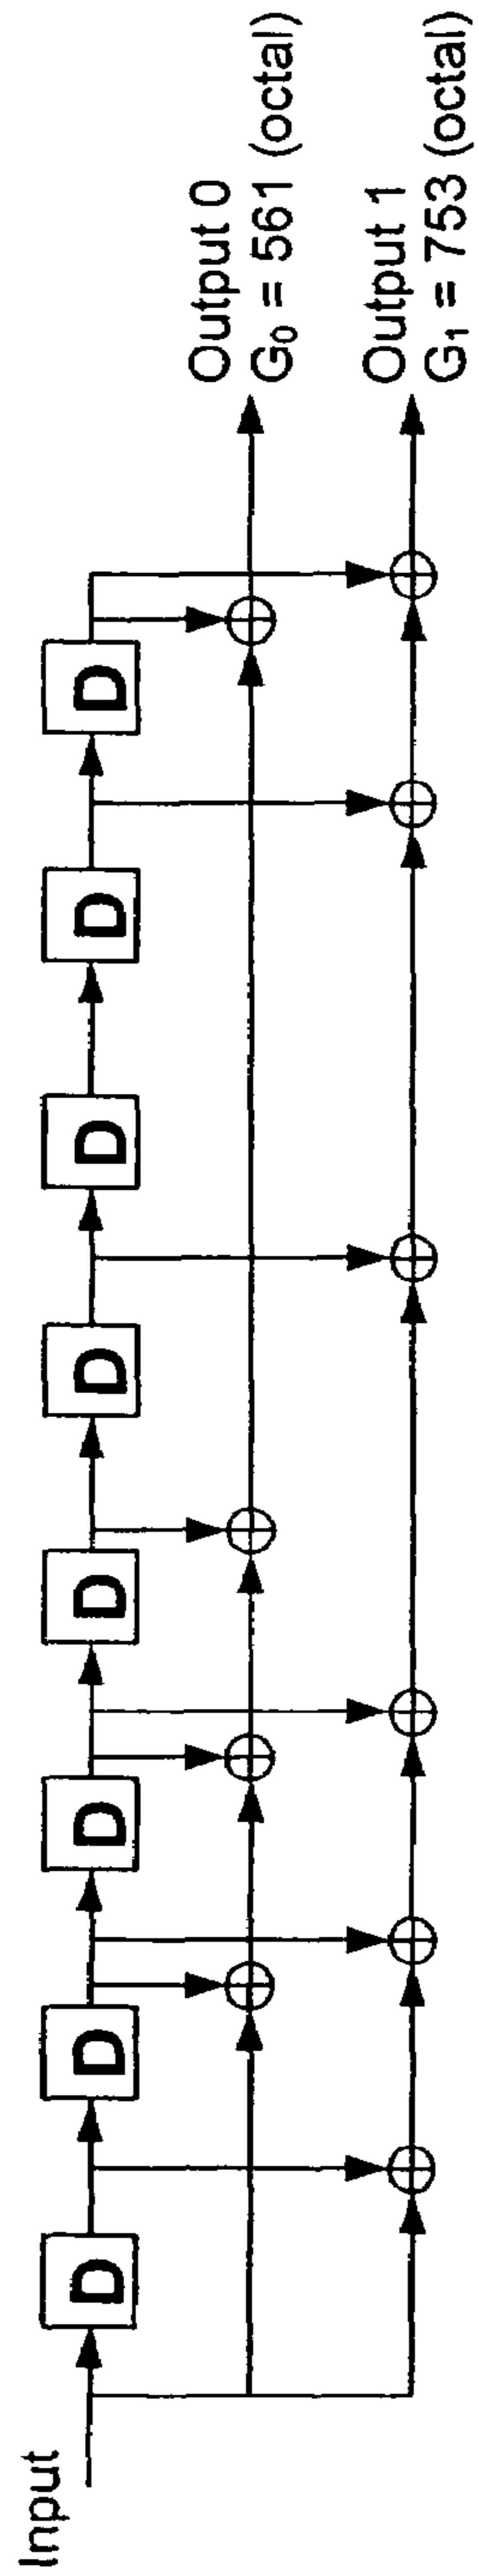 Input
D
D
D
D
D
D
D
D
Output 0
G₀ = 561 (octal)
Output 1
G₁ = 753 (octal)